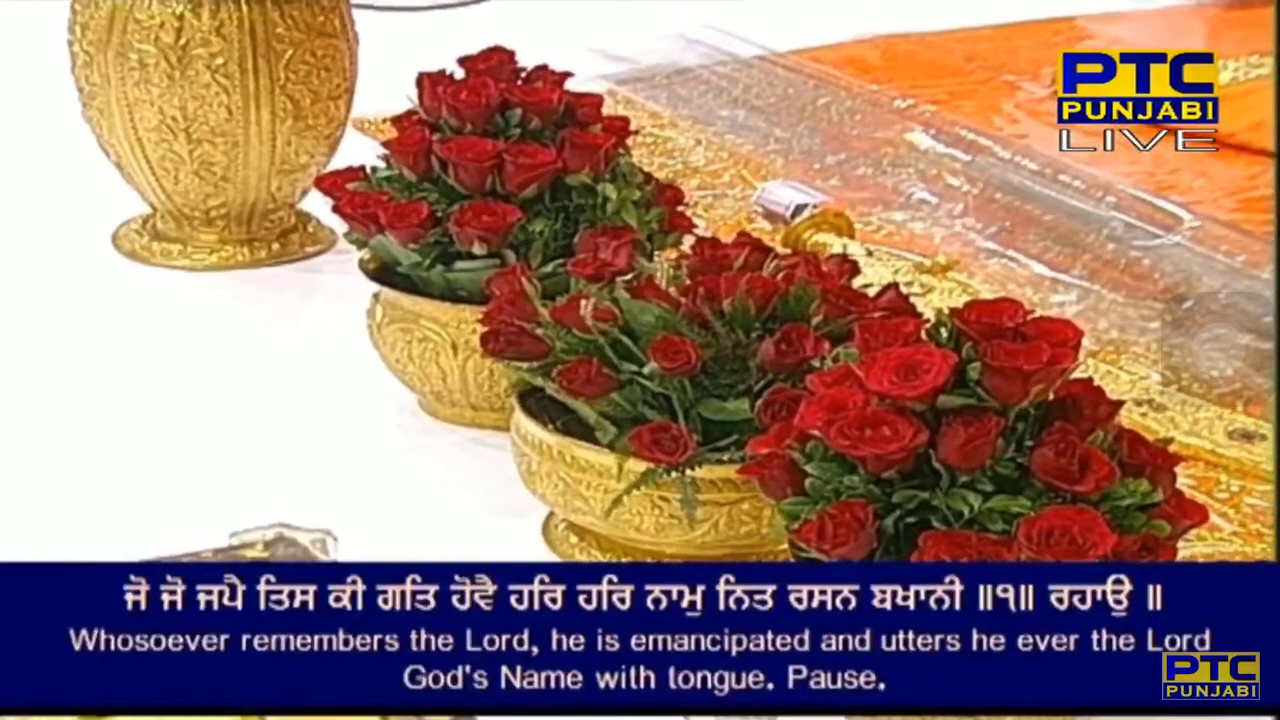 PTC
PUNJABI
LIVE
ਜੋ ਜੋ ਜਪੈ ਤਿਸ ਕੀ ਗਤਿ ਹੋਵੈ ਹਰਿ ਹਰਿ ਨਾਮੁ ਨਿਤ ਰਸਨ ਬਖਾਨੀ ॥੧॥ ਰਹਾਉ ॥
Whosoever remembers the Lord, he is emancipated and utters he ever the Lord
God's Name with tongue. Pause.
PTC
PUNJABI